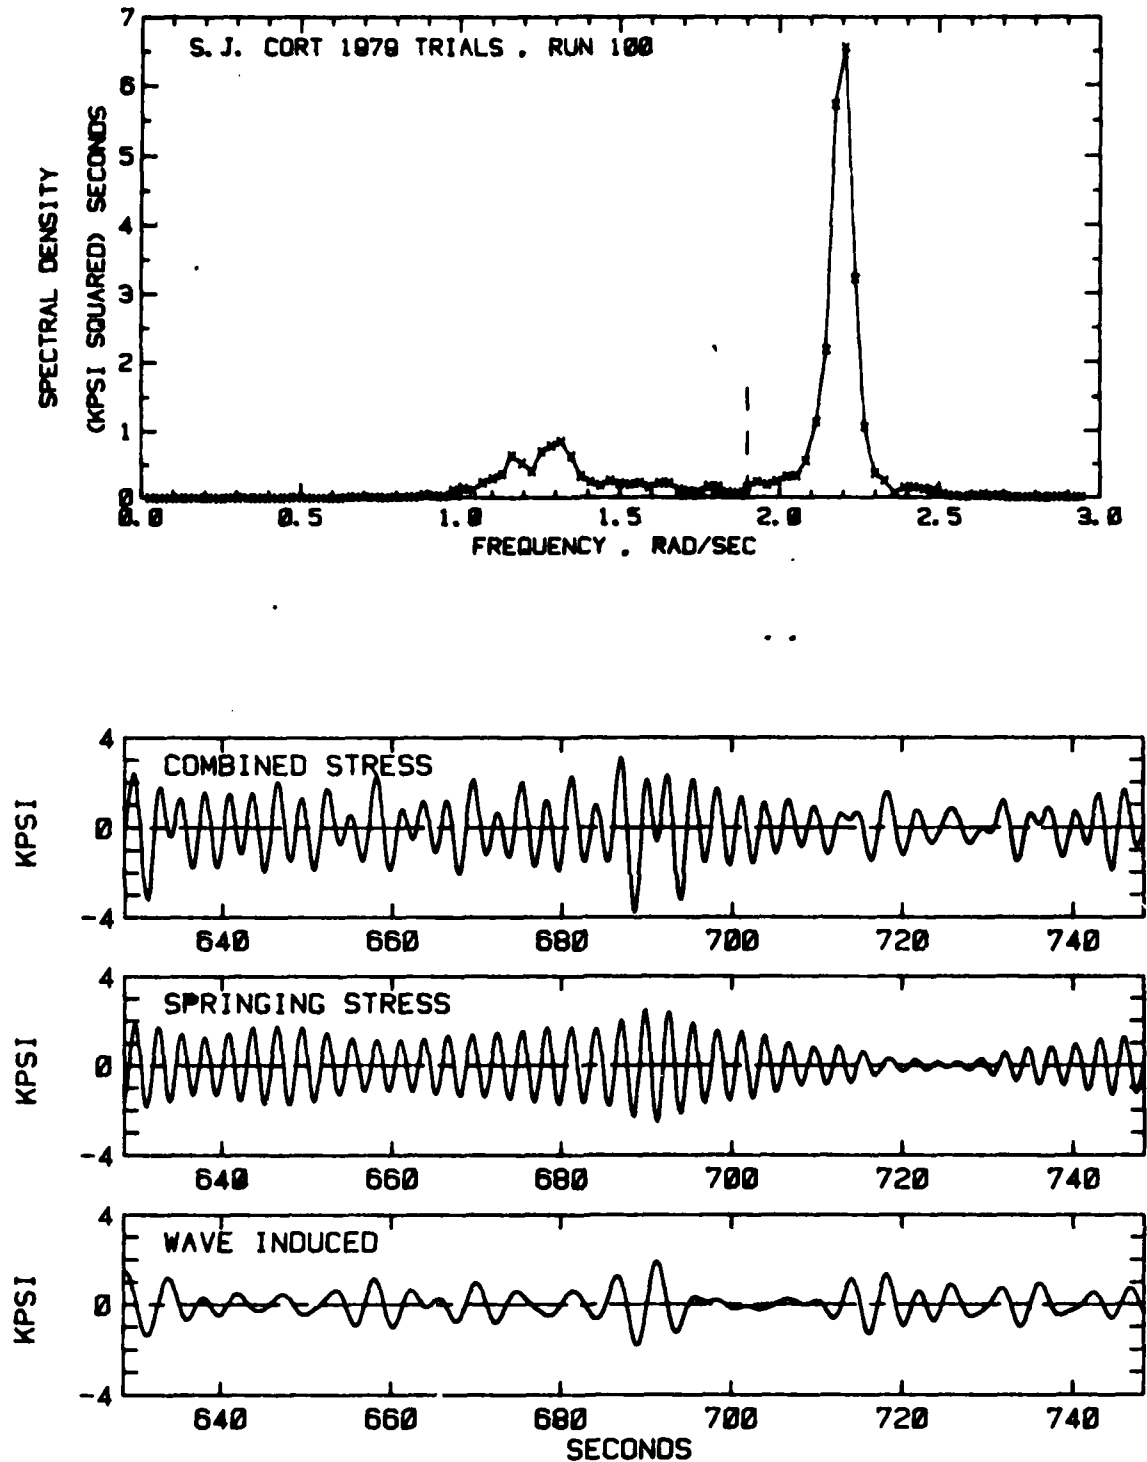 S.J. CORT 1979 TRIALS , RUN 100
SPECTRAL DENSITY
(KPSI SQUARED) SECONDS
7
6
5
4
3
2
1
0
0.0 0.5 1.0 1.5 2.0 2.5 3.0
FREQUENCY , RAD/SEC
COMBINED STRESS
KPSI
4
0
-4
640 660 680 700 720 740
SPRINGING STRESS
KPSI
4
0
-4
640 660 680 700 720 740
WAVE INDUCED
KPSI
4
0
-4
640 660 680 700 720 740
SECONDS